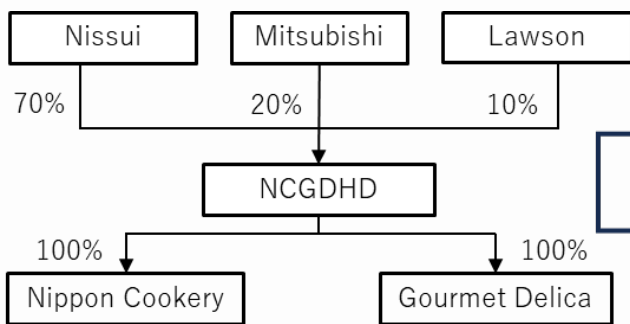 Nissui
Mitsubishi
Lawson
70%
20%
10%
NCGDHD
100%
100%
Nippon Cookery
Gourmet Delica